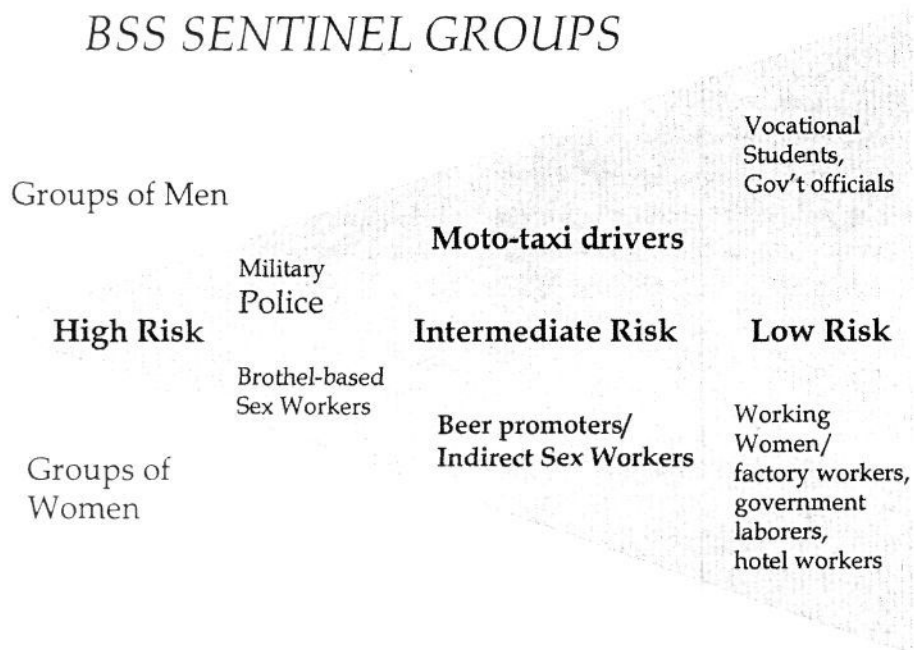 BSS SENTINEL GROUPS
Vocational
Students,
Gov't officials
Groups of Men
Moto-taxi drivers
Military
Police
High Risk
Intermediate Risk
Low Risk
Brothel-based
Sex Workers
Beer promoters/
Indirect Sex Workers
Working
Women/
factory workers,
government
laborers,
hotel workers
Groups of
Women